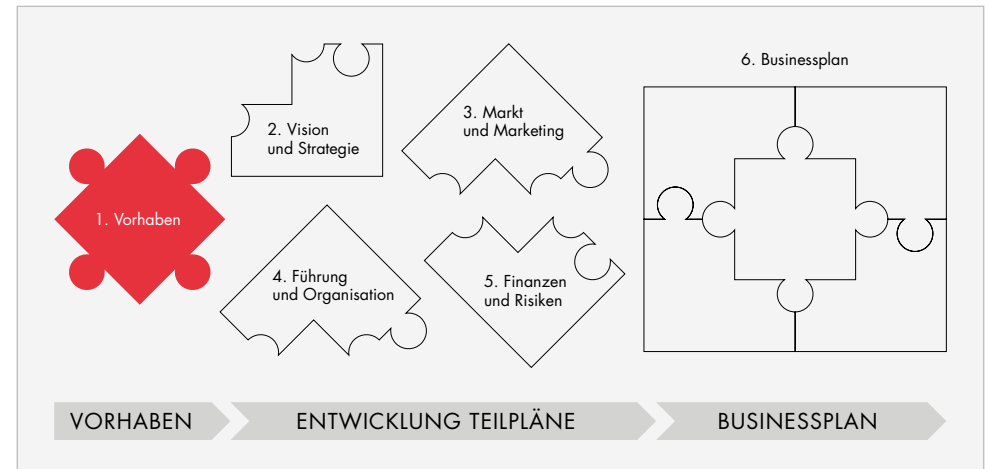 6. Businessplan
2. Vision
und Strategie
3. Markt
und Marketing
1. Vorhaben
4. Führung
und Organisation
5. Finanzen
und Risiken
VORHABEN
ENTWICKLUNG TEILPLÄNE
BUSINESSPLAN